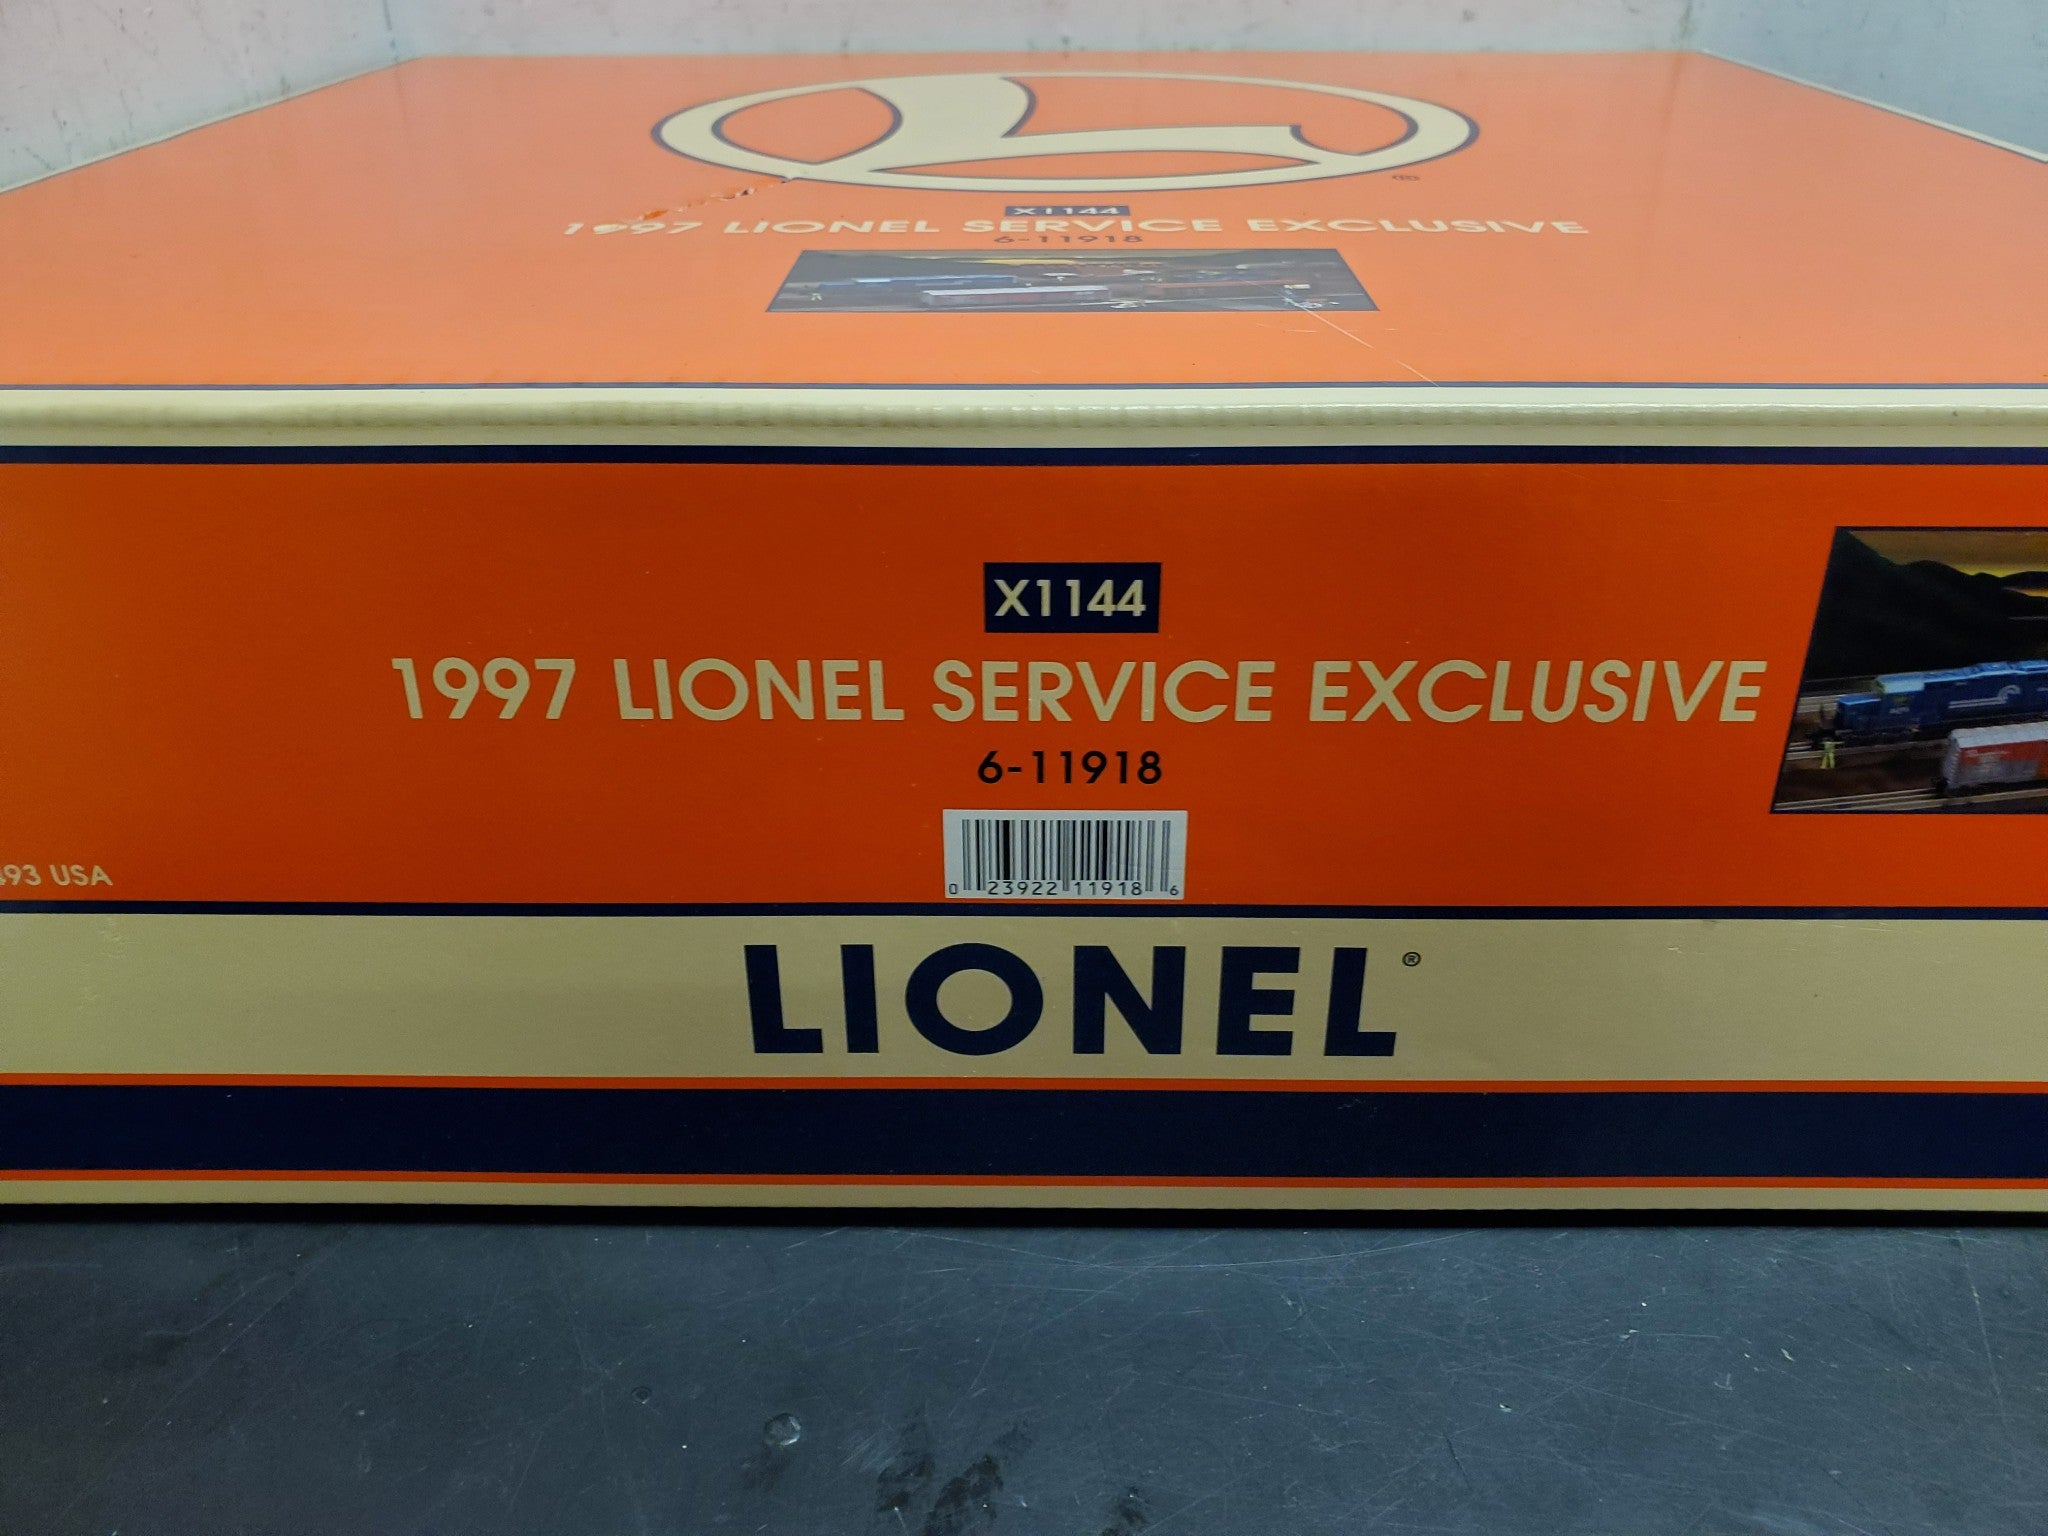 X1144
1997 LIONEL SERVICE EXCLUSIVE
6-11918
X1144
1997 LIONEL SERVICE EXCLUSIVE
6-11918
0 23922 11918 6
93 USA
LIONEL®